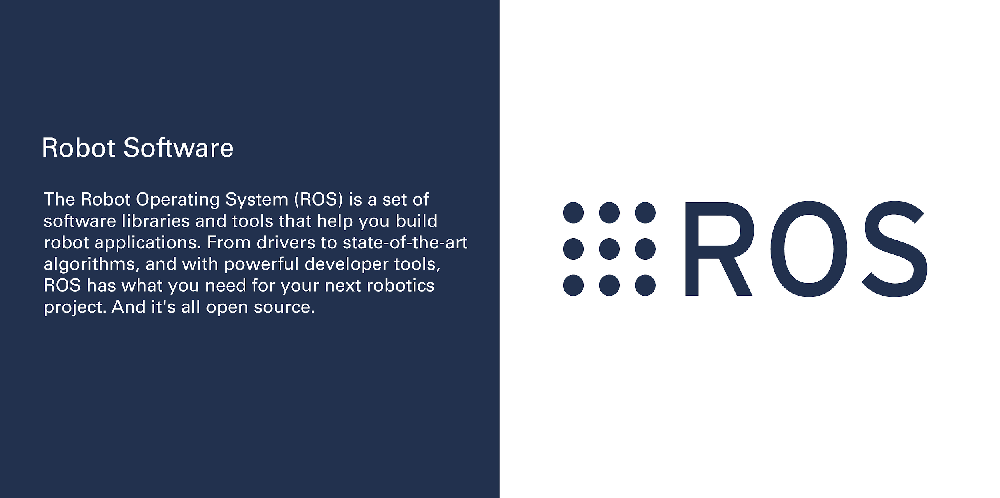 Robot Software
The Robot Operating System (ROS) is a set of
software libraries and tools that help you build
robot applications. From drivers to state-of-the-art
algorithms, and with powerful developer tools,
ROS has what you need for your next robotics
project. And it's all open source.
ROS